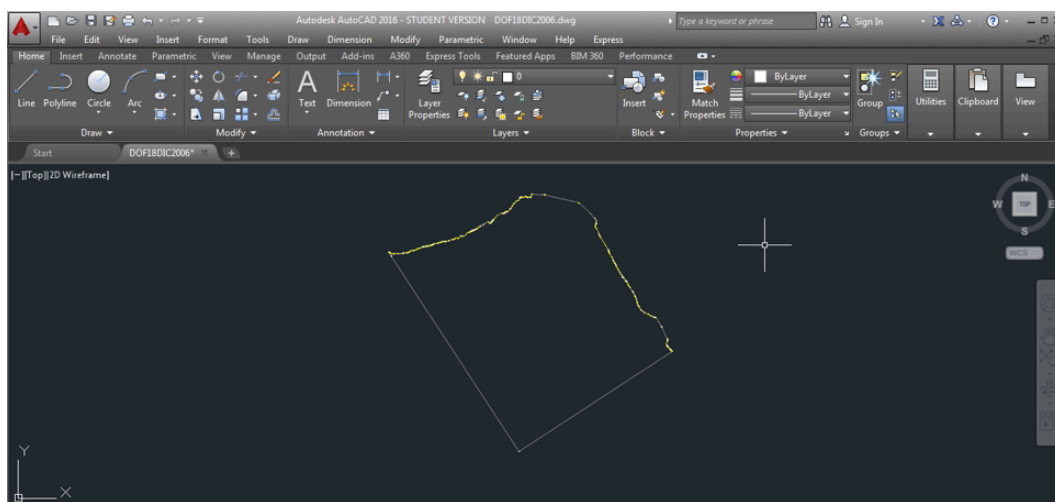 Autodesk AutoCAD 2016 - STUDENT VERSION DOF18DIC2006.dwg Type a keyword or phrase Sign In
File Edit View Insert Format Tools Draw Dimension Modify Parametric Window Help Express
Home Insert Annotate Parametric View Manage Output Add-ins A360 Express Tools Featured Apps BIM 360 Performance
Line Polyline Circle Arc Text Dimension Layer Properties 0 Insert Match Properties ByLayer ByLayer ByLayer Group Utilities Clipboard View
Draw Modify Annotation Layers Block Properties Groups
Start DOF18DIC2006*
[–][Top][2D Wireframe]
N
W TOP E
S
WCS
Y
X